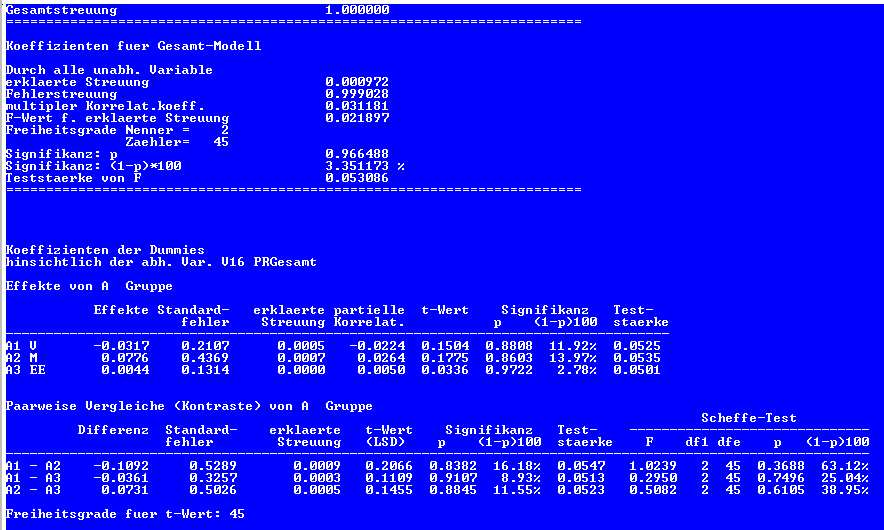 Gesamtstreuung 1.000000
========================================================================
Koeffizienten fuer Gesamt-Modell
Durch alle unabh. Variable
erklaerte Streuung 0.000972
Fehlerstreuung 0.999028
multipler Korrelat.koeff. 0.031181
F-Wert f. erklaerte Streuung 0.021897
Freiheitsgrade Nenner = 2
Zaehler= 45
Signifikanz: p 0.966488
Signifikanz: (1-p)*100 3.351173 %
Teststaerke von F 0.053086
========================================================================
Koeffizienten der Dummies
hinsichtlich der abh. Var. V16 PRGesamt
Effekte von A Gruppe
Effekte Standard- erklaerte partielle t-Wert Signifikanz Test-
fehler Streuung Korrelat. p (1-p)100 staerke
A1 V -0.0317 0.2107 0.0005 -0.0224 0.1504 0.8808 11.92% 0.0525
A2 M 0.0776 0.4369 0.0007 0.0264 0.1775 0.8603 13.97% 0.0535
A3 EE 0.0044 0.1314 0.0000 0.0050 0.0336 0.9722 2.78% 0.0501
Paarweise Vergleiche (Kontraste) von A Gruppe
Scheffe-Test
Differenz Standard- erklaerte t-Wert Signifikanz Test-
fehler Streuung (LSD) p (1-p)100 staerke F df1 dfe p (1-p)100
A1 - A2 -0.1092 0.5289 0.0009 0.2066 0.8382 16.18% 0.0547 1.0239 2 45 0.3688 63.12%
A1 - A3 -0.0361 0.3257 0.0003 0.1109 0.9107 8.93% 0.0513 0.2950 2 45 0.7496 25.04%
A2 - A3 0.0731 0.5026 0.0005 0.1455 0.8845 11.55% 0.0523 0.5082 2 45 0.6105 38.95%
Freiheitsgrade fuer t-Wert: 45